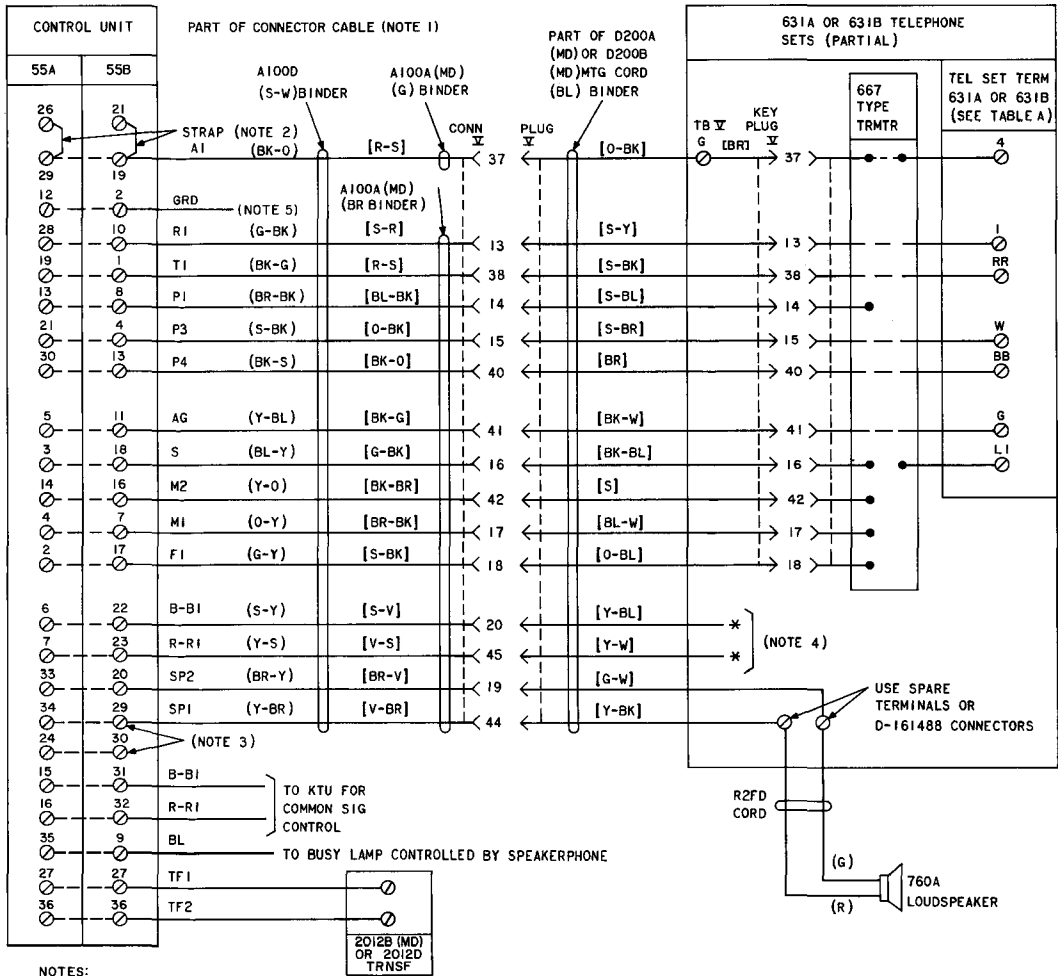 CONTROL UNIT
PART OF CONNECTOR CABLE (NOTE 1)
631A OR 631B TELEPHONE
SETS (PARTIAL)
55A 55B
A100D
(S-W) BINDER
A100A (MD)
(G) BINDER
PART OF D200A
(MD) OR D200B
(MD) MTG CORD
(BL) BINDER
667
TYPE
TRMTR
TEL SET TERM
631A OR 631B
(SEE TABLE A)
CONN PLUG
TB
KEY
PLUG
26 21
STRAP (NOTE 2)
29 19 A1 (BK-O) [R-S] 37 [O-BK] G [BR] 37 4
A100A (MD)
(BR BINDER)
12 2 GRD (NOTE 5)
28 10 R1 (G-BK) [S-R] 13 [S-Y] 13 1
19 1 T1 (BK-G) [R-S] 38 [S-BK] 38 RR
13 8 P1 (BR-BK) [BL-BK] 14 [S-BL] 14
21 4 P3 (S-BK) [O-BK] 15 [S-BR] 15 W
30 13 P4 (BK-S) [BK-O] 40 [BR] 40 BB
5 11 AG (Y-BL) [BK-G] 41 [BK-W] 41 G
3 18 S (BL-Y) [G-BK] 16 [BK-BL] 16 L1
14 16 M2 (Y-O) [BK-BR] 42 [S] 42
4 7 M1 (O-Y) [BR-BK] 17 [BL-W] 17
2 17 F1 (G-Y) [S-BK] 18 [O-BL] 18
6 22 B-B1 (S-Y) [S-V] 20 [Y-BL] *
7 23 R-R1 (Y-S) [V-S] 45 [Y-W] *
(NOTE 4)
33 20 SP2 (BR-Y) [BR-V] 19 [G-W]
34 29 SP1 (Y-BR) [V-BR] 44 [Y-BK]
USE SPARE
TERMINALS OR
D-161488 CONNECTORS
24 30 (NOTE 3)
15 31 B-B1
16 32 R-R1
TO KTU FOR
COMMON SIG
CONTROL
R2FD
CORD
35 9 BL TO BUSY LAMP CONTROLLED BY SPEAKERPHONE
27 27 TF1
36 36 TF2
(G)
(R)
760A
LOUDSPEAKER
2012B (MD)
OR 2012D
TRNSF
NOTES: